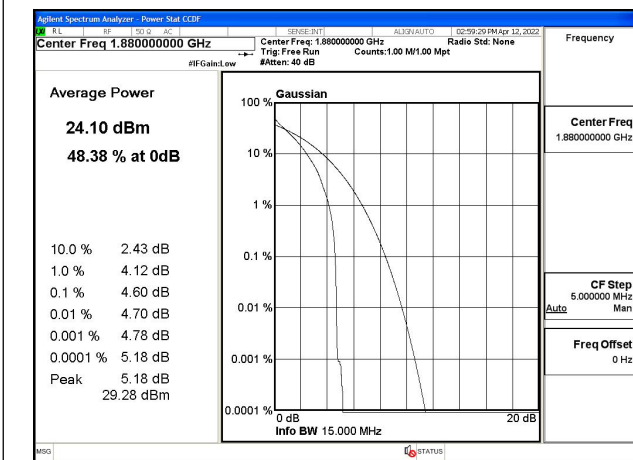 Agilent Spectrum Analyzer - Power Stat CCDF
RL RF 50 Ω AC SENSE:INT ALIGN AUTO 02:59:29 PM Apr 12, 2022
Center Freq 1.880000000 GHz
Center Freq: 1.880000000 GHz Radio Std: None
Trig: Free Run Counts:1.00 M/1.00 Mpt
#IFGain:Low #Atten: 40 dB
Frequency
Average Power
24.10 dBm
48.38 % at 0dB
10.0 % 2.43 dB
1.0 % 4.12 dB
0.1 % 4.60 dB
0.01 % 4.70 dB
0.001 % 4.78 dB
0.0001 % 5.18 dB
Peak 5.18 dB
29.28 dBm
Gaussian
100 %
10 %
1 %
0.1 %
0.01 %
0.001 %
0.0001 %
0 dB 20 dB
Info BW 15.000 MHz
Center Freq
1.880000000 GHz
CF Step
5.000000 MHz
Auto Man
Freq Offset
0 Hz
MSG STATUS